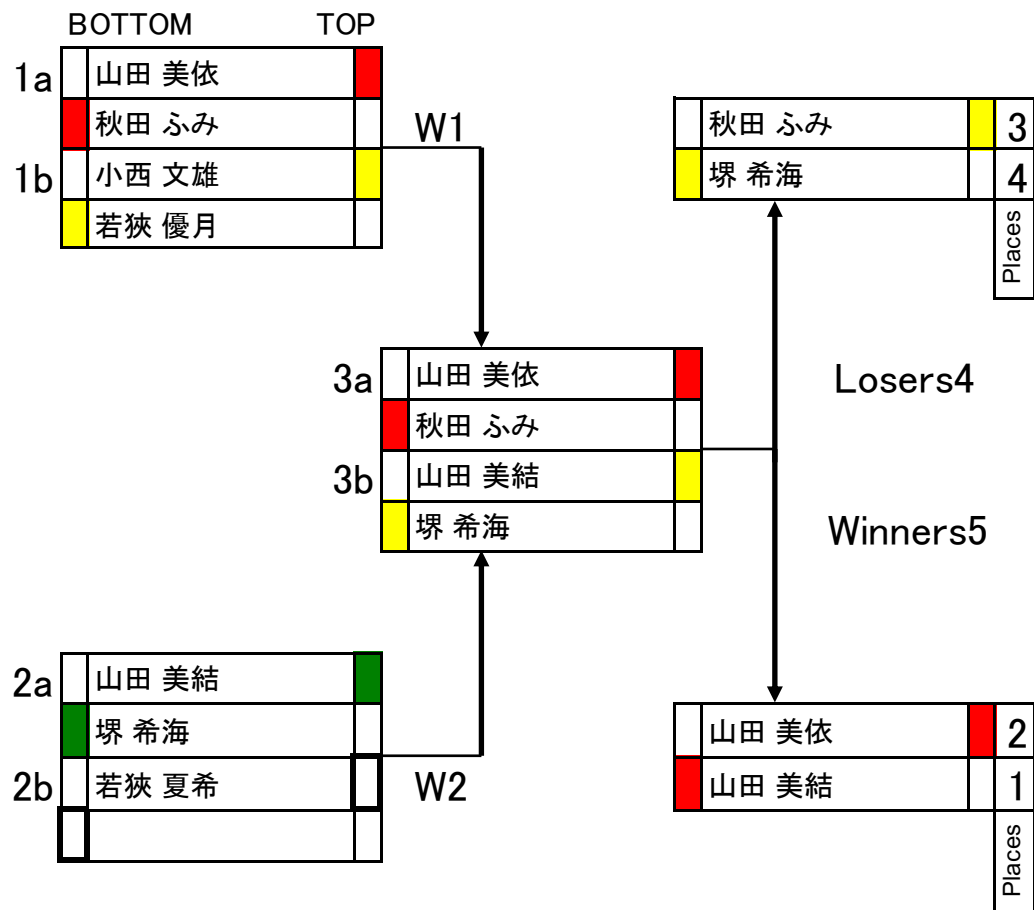 BOTTOM TOP
1a 山田 美依
秋田 ふみ
W1
1b 小西 文雄
若狹 優月
秋田 ふみ 3
堺 希海 4
Places
3a 山田 美依
秋田 ふみ
3b 山田 美結
堺 希海
Losers4
Winners5
2a 山田 美結
堺 希海
2b 若狹 夏希
W2
山田 美依 2
山田 美結 1
Places